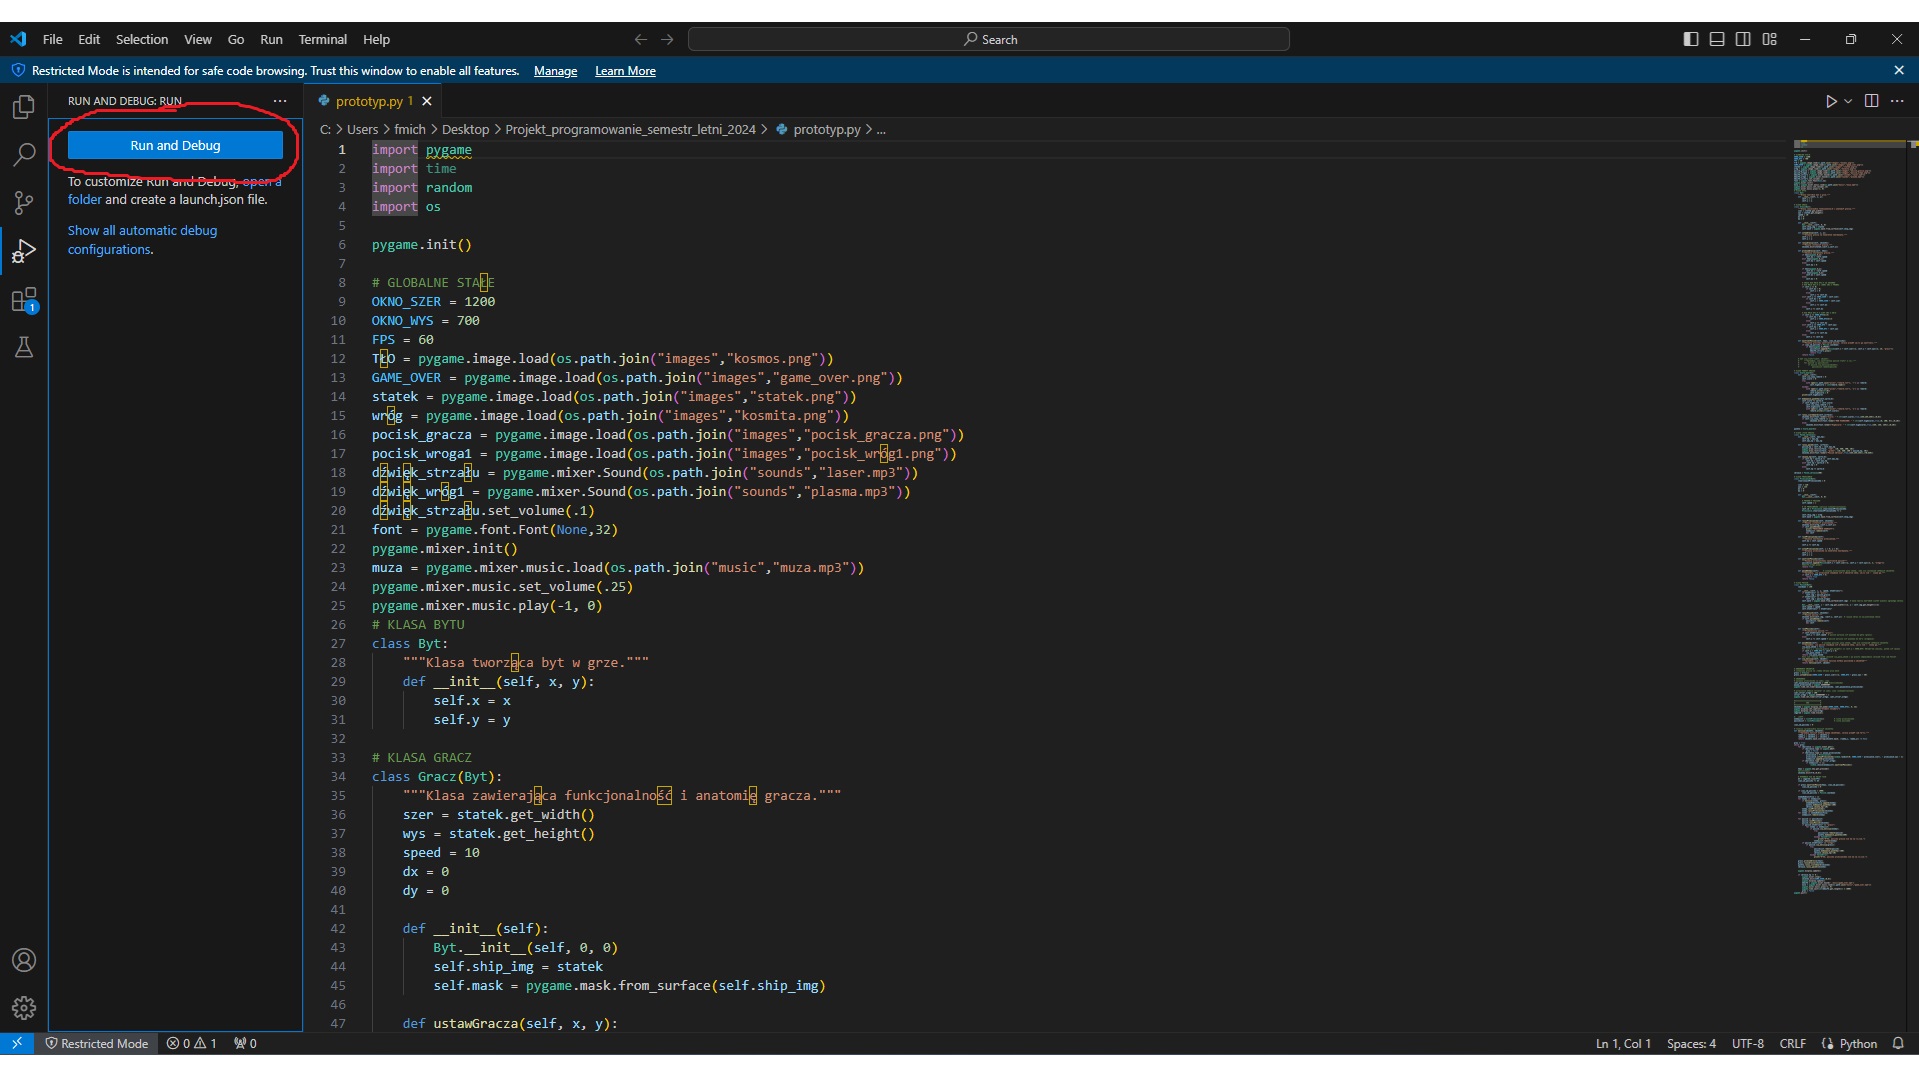 File Edit Selection View Go Run Terminal Help Search
Restricted Mode is intended for safe code browsing. Trust this window to enable all features. Manage Learn More
RUN AND DEBUG: RUN ...
Run and Debug
To customize Run and Debug, open a
folder and create a launch.json file.
Show all automatic debug
configurations.
1
prototyp.py 1
C: > Users > fmich > Desktop > Projekt_programowanie_semestr_letni_2024 > prototyp.py > ...
1 import pygame
2 import time
3 import random
4 import os
5
6 pygame.init()
7
8 # GLOBALNE STAŁE
9 OKNO_SZER = 1200
10 OKNO_WYS = 700
11 FPS = 60
12 TŁO = pygame.image.load(os.path.join("images","kosmos.png"))
13 GAME_OVER = pygame.image.load(os.path.join("images","game_over.png"))
14 statek = pygame.image.load(os.path.join("images","statek.png"))
15 wróg = pygame.image.load(os.path.join("images","kosmita.png"))
16 pocisk_gracza = pygame.image.load(os.path.join("images","pocisk_gracza.png"))
17 pocisk_wroga1 = pygame.image.load(os.path.join("images","pocisk_wróg1.png"))
18 dźwięk_strzału = pygame.mixer.Sound(os.path.join("sounds","laser.mp3"))
19 dźwięk_wróg1 = pygame.mixer.Sound(os.path.join("sounds","plasma.mp3"))
20 dźwięk_strzału.set_volume(.1)
21 font = pygame.font.Font(None,32)
22 pygame.mixer.init()
23 muza = pygame.mixer.music.load(os.path.join("music","muza.mp3"))
24 pygame.mixer.music.set_volume(.25)
25 pygame.mixer.music.play(-1, 0)
26 # KLASA BYTU
27 class Byt:
28 """Klasa tworząca byt w grze."""
29 def __init__(self, x, y):
30 self.x = x
31 self.y = y
32
33 # KLASA GRACZ
34 class Gracz(Byt):
35 """Klasa zawierająca funkcjonalność i anatomię gracza."""
36 szer = statek.get_width()
37 wys = statek.get_height()
38 speed = 10
39 dx = 0
40 dy = 0
41
42 def __init__(self):
43 Byt.__init__(self, 0, 0)
44 self.ship_img = statek
45 self.mask = pygame.mask.from_surface(self.ship_img)
46
47 def ustawGracza(self, x, y):
Restricted Mode 0 1 0 Ln 1, Col 1 Spaces: 4 UTF-8 CRLF Python